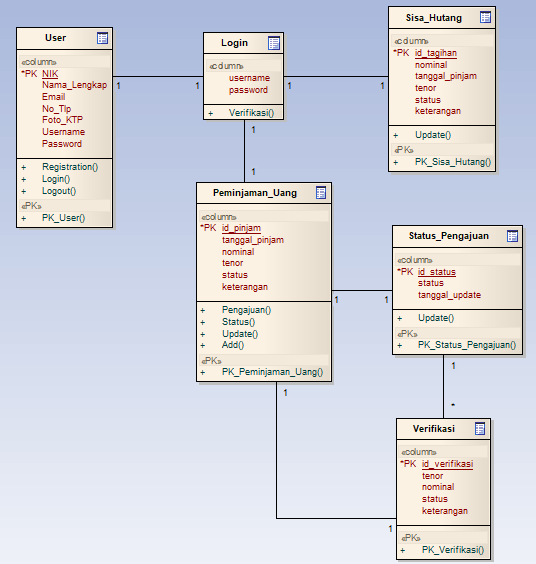 User
«column»
*PK NIK
Nama_Lengkap
Email
No_Tlp
Foto_KTP
Username
Password
+ Registration()
+ Login()
+ Logout()
«PK»
+ PK_User()
1
1
Login
«column»
username
password
+ Verifikasi()
1
1
Sisa_Hutang
«column»
*PK id_tagihan
nominal
tanggal_pinjam
tenor
status
keterangan
+ Update()
«PK»
+ PK_Sisa_Hutang()
1
1
Peminjaman_Uang
«column»
*PK id_pinjam
tanggal_pinjam
nominal
tenor
status
keterangan
+ Pengajuan()
+ Status()
+ Update()
+ Add()
«PK»
+ PK_Peminjaman_Uang()
1
1
Status_Pengajuan
«column»
*PK id_status
status
tanggal_update
+ Update()
«PK»
+ PK_Status_Pengajuan()
1
*
1
1
Verifikasi
«column»
*PK id_verifikasi
tenor
nominal
status
keterangan
«PK»
+ PK_Verifikasi()